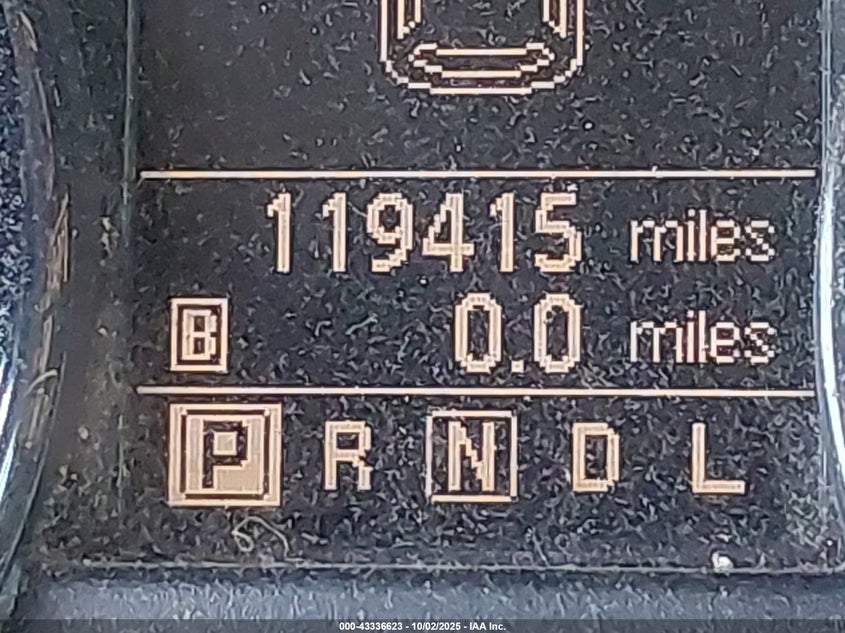 119415 miles
B 0.0 miles
P R N D L
000-43336623 - 10/02/2025 - IAA Inc.